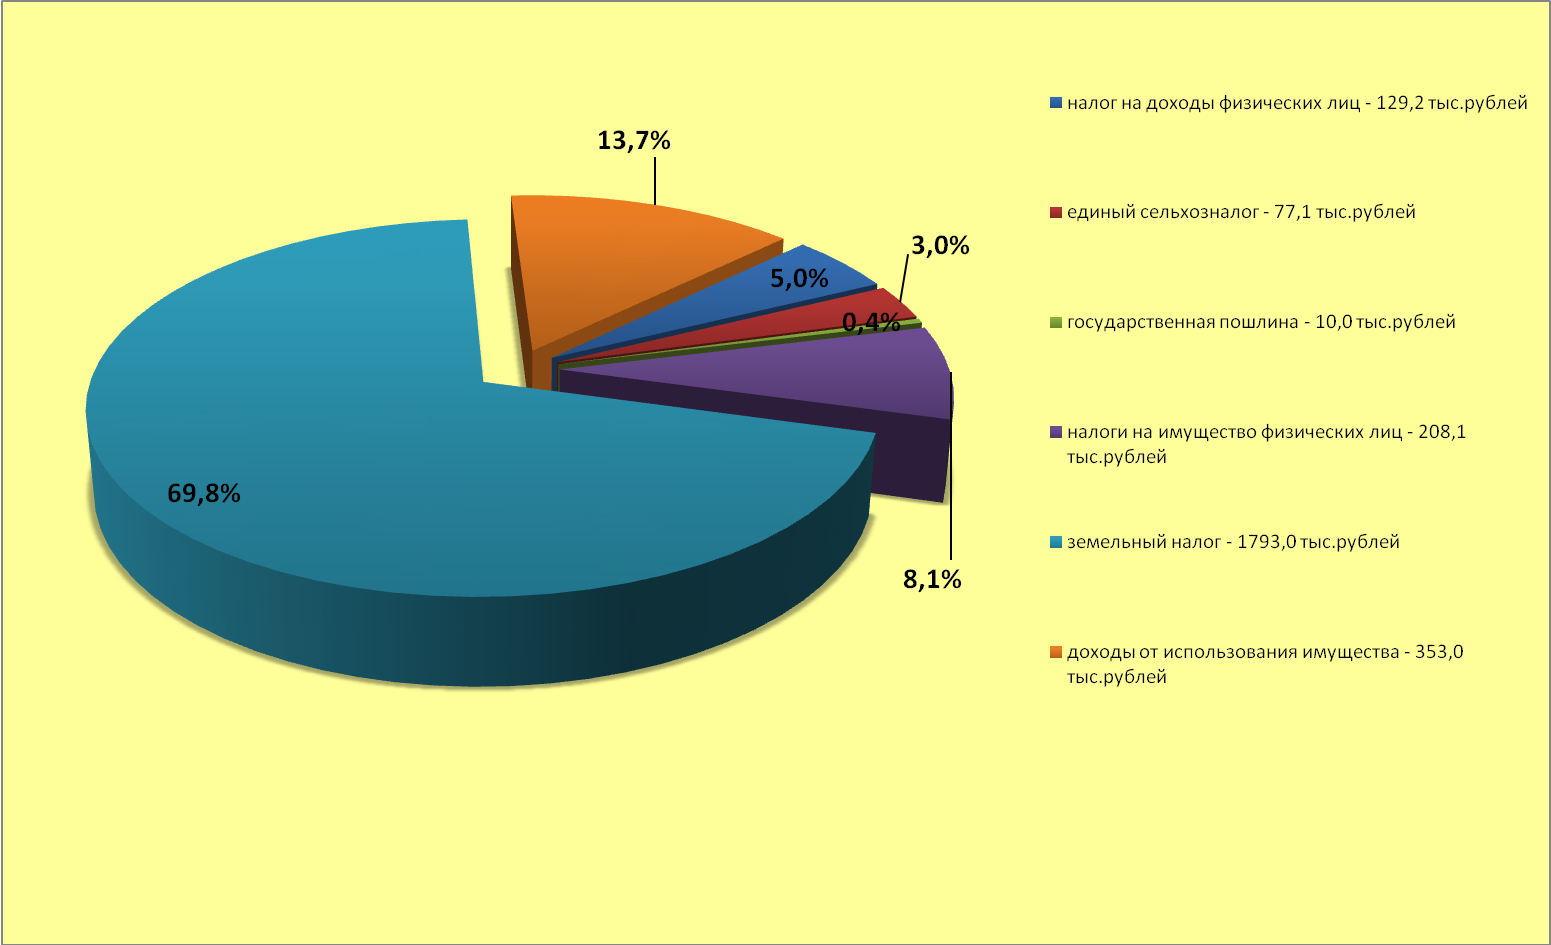 13,7%
3,0%
5,0%
0,4%
69,8%
8,1%
налог на доходы физических лиц - 129,2 тыс.рублей
единый сельхозналог - 77,1 тыс.рублей
государственная пошлина - 10,0 тыс.рублей
налоги на имущество физических лиц - 208,1
тыс.рублей
земельный налог - 1793,0 тыс.рублей
доходы от использования имущества - 353,0
тыс.рублей